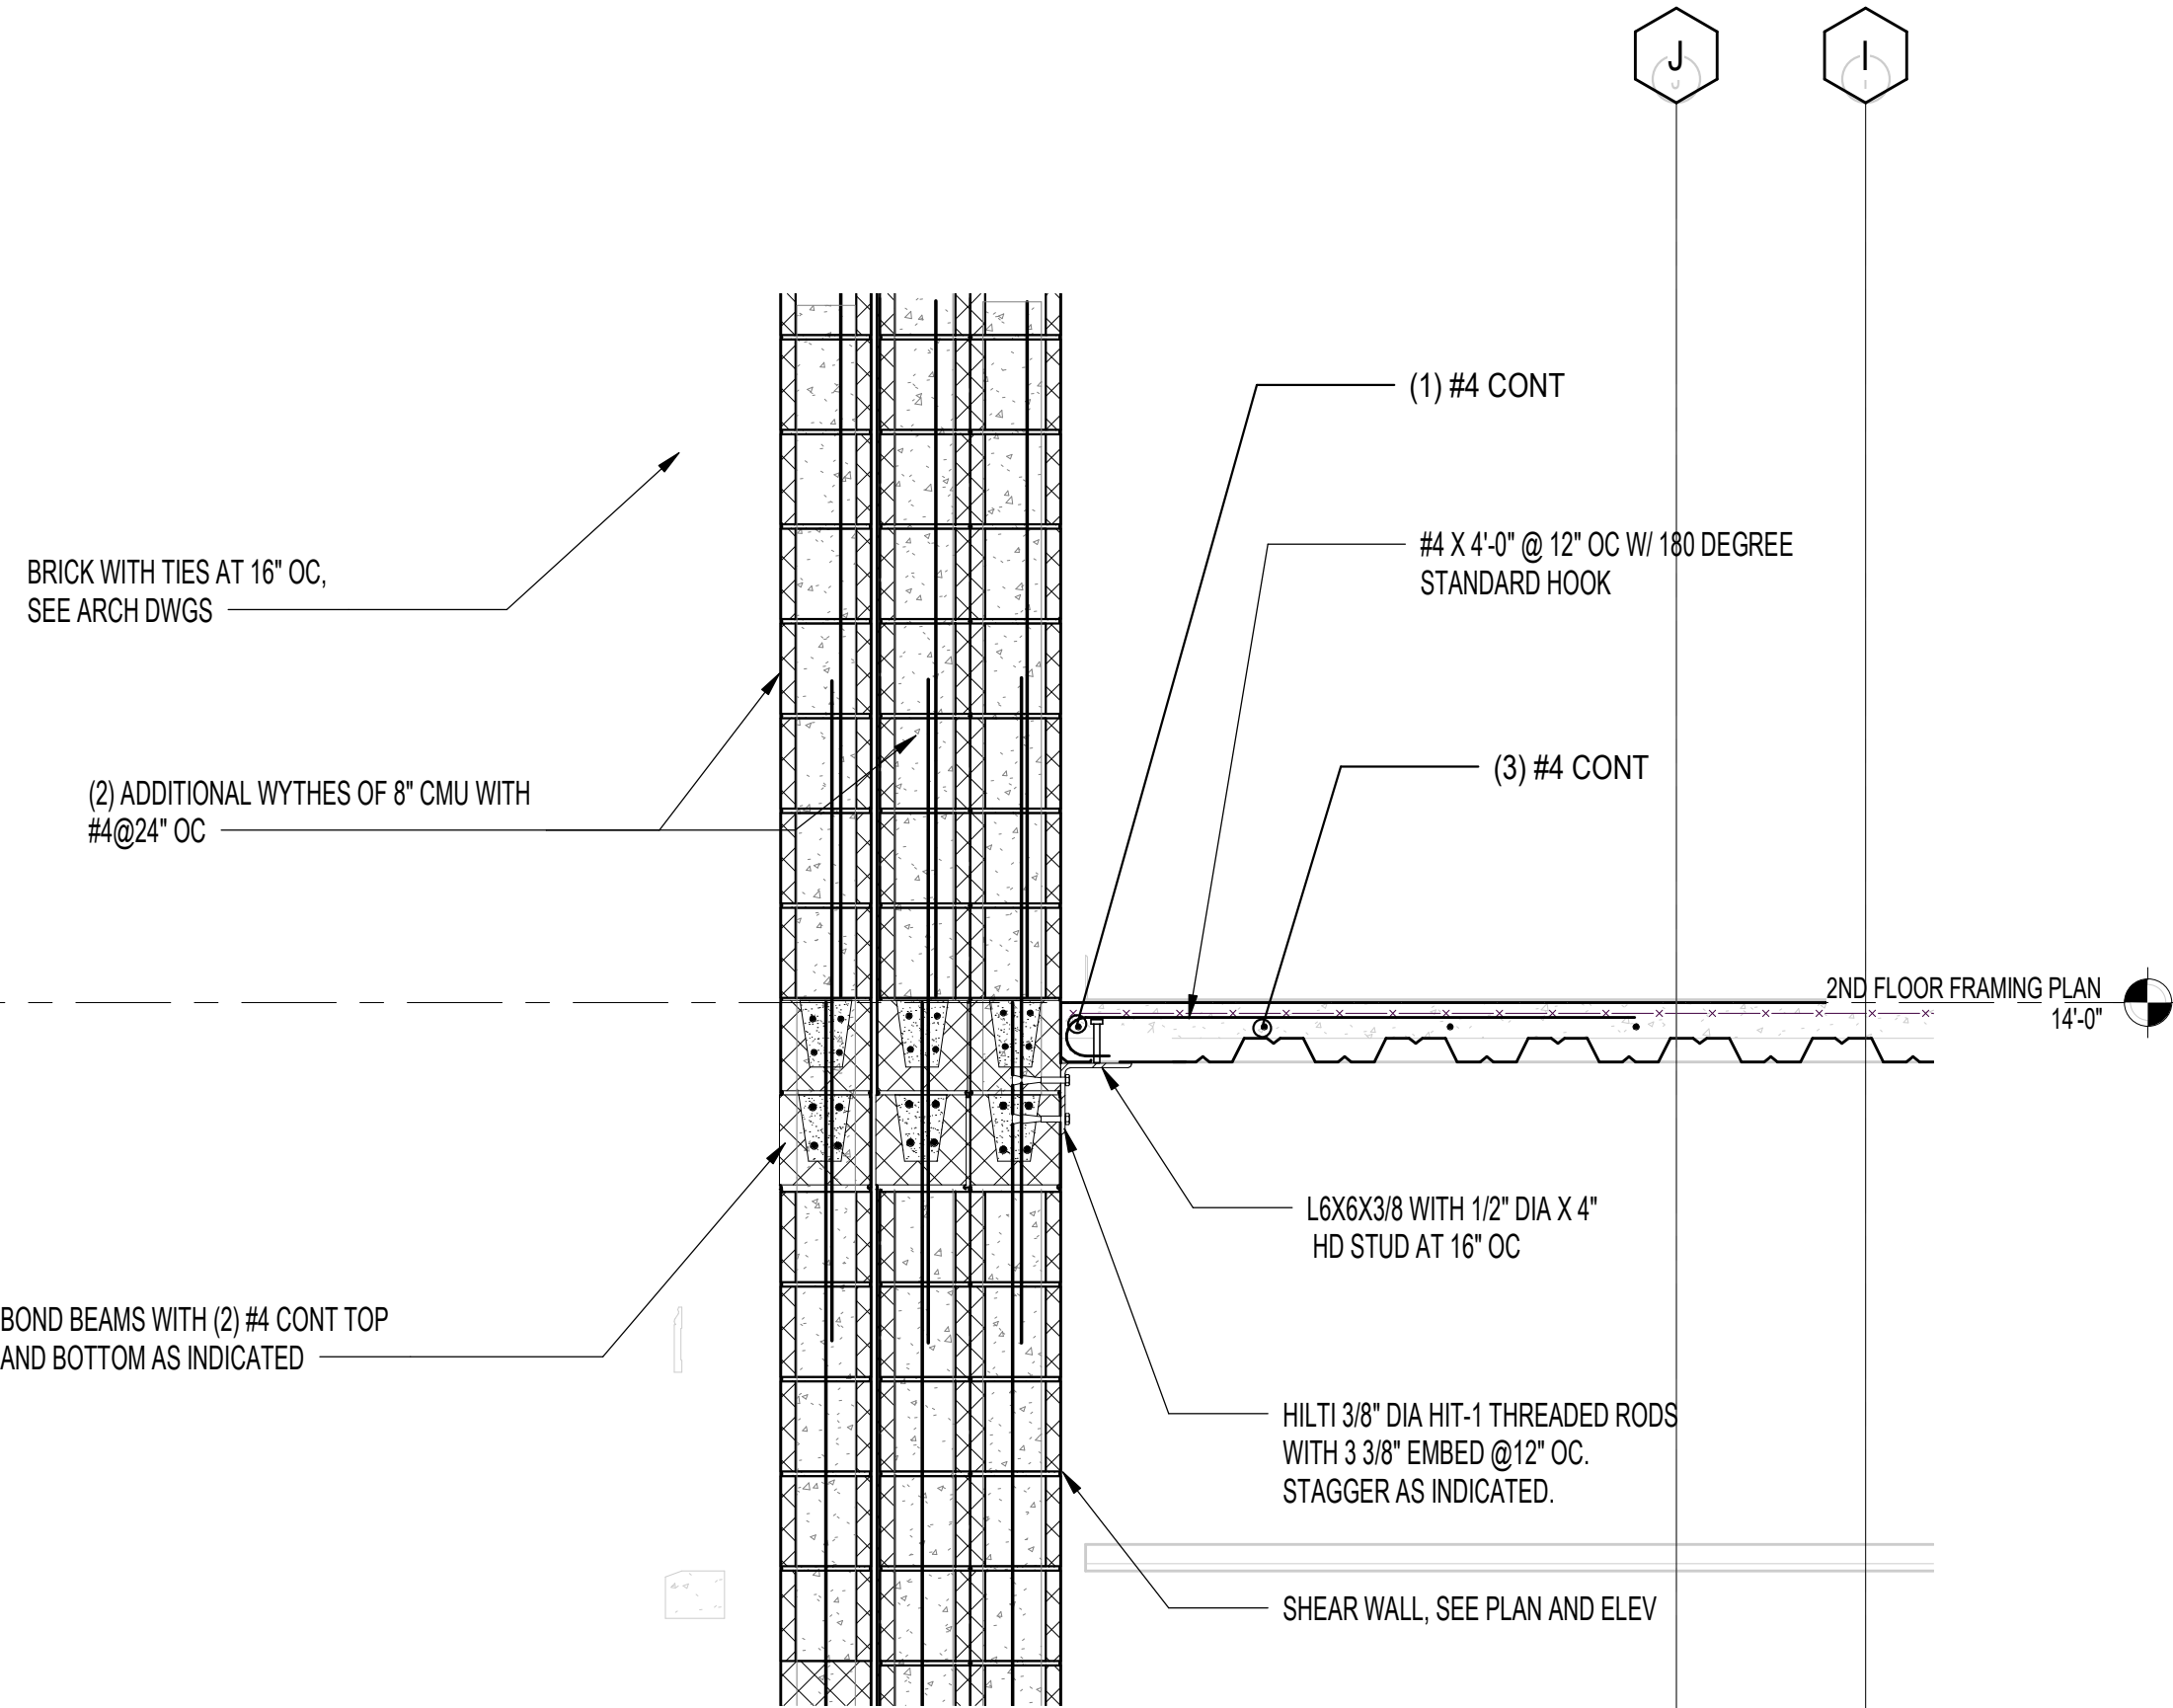 J
I
J
I
(1) #4 CONT
#4 X 4'-0" @ 12" OC W/ 180 DEGREE
STANDARD HOOK
BRICK WITH TIES AT 16" OC,
SEE ARCH DWGS
(3) #4 CONT
(2) ADDITIONAL WYTHES OF 8" CMU WITH
#4@24" OC
2ND FLOOR FRAMING PLAN
14'-0"
L6X6X3/8 WITH 1/2" DIA X 4"
HD STUD AT 16" OC
BOND BEAMS WITH (2) #4 CONT TOP
AND BOTTOM AS INDICATED
HILTI 3/8" DIA HIT-1 THREADED RODS
WITH 3 3/8" EMBED @12" OC.
STAGGER AS INDICATED.
SHEAR WALL, SEE PLAN AND ELEV